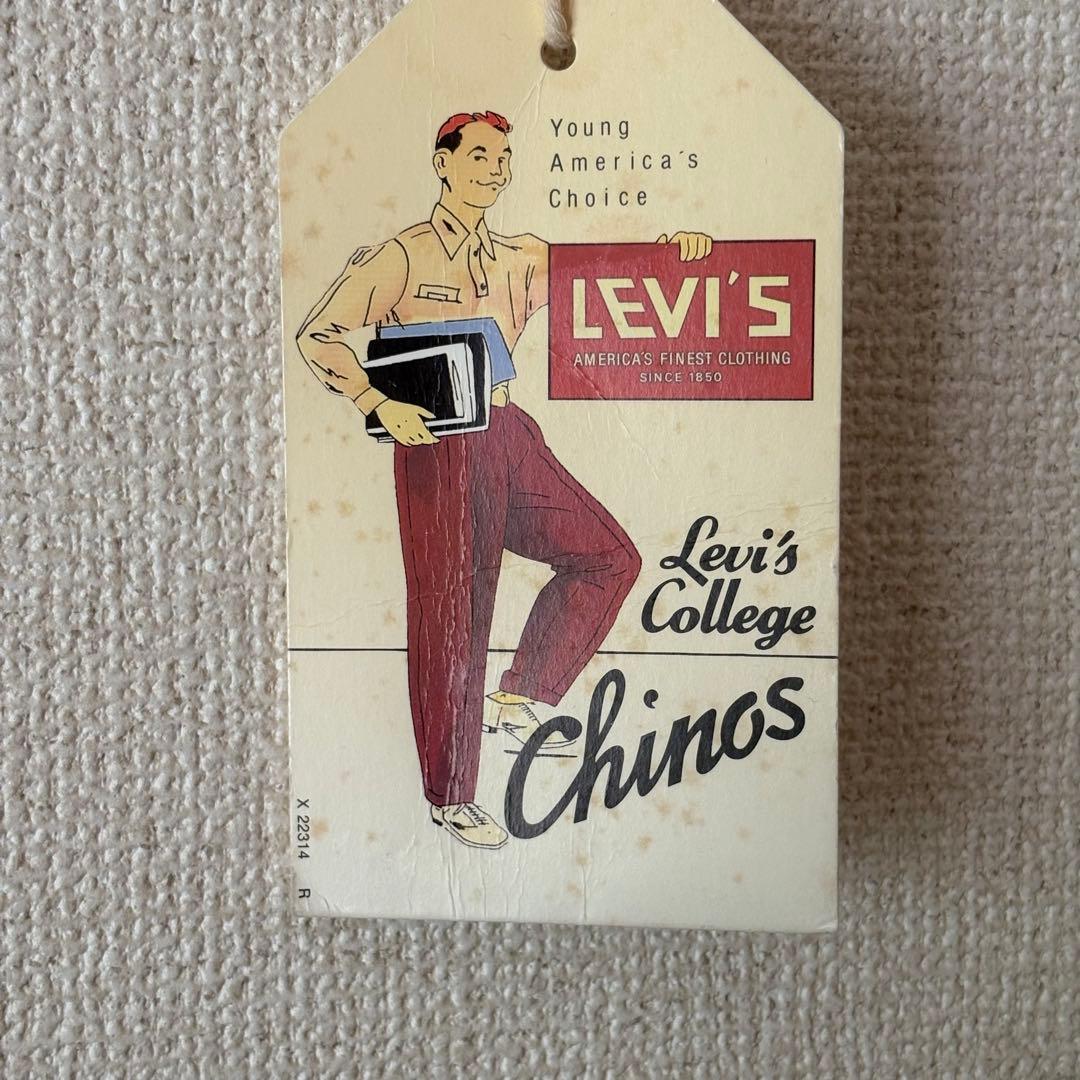 Young
America's
Choice
LEVI'S
AMERICA'S FINEST CLOTHING
SINCE 1850
Levi's
College
Chinos
X 22314 R